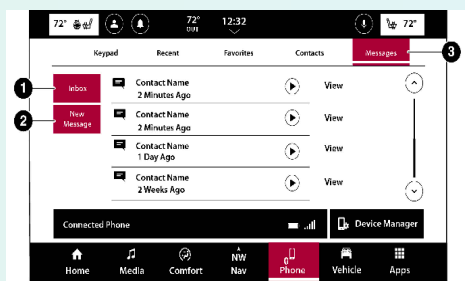 72° 72° 12:32 72°
OUT
Keypad Recent Favorites Contacts Messages 3
1 Inbox Contact Name View
2 Minutes Ago
2 New Message Contact Name View
2 Minutes Ago
Contact Name View
1 Day Ago
Contact Name View
2 Weeks Ago
Connected Phone Device Manager
NW
Home Media Comfort Nav Phone Vehicle Apps